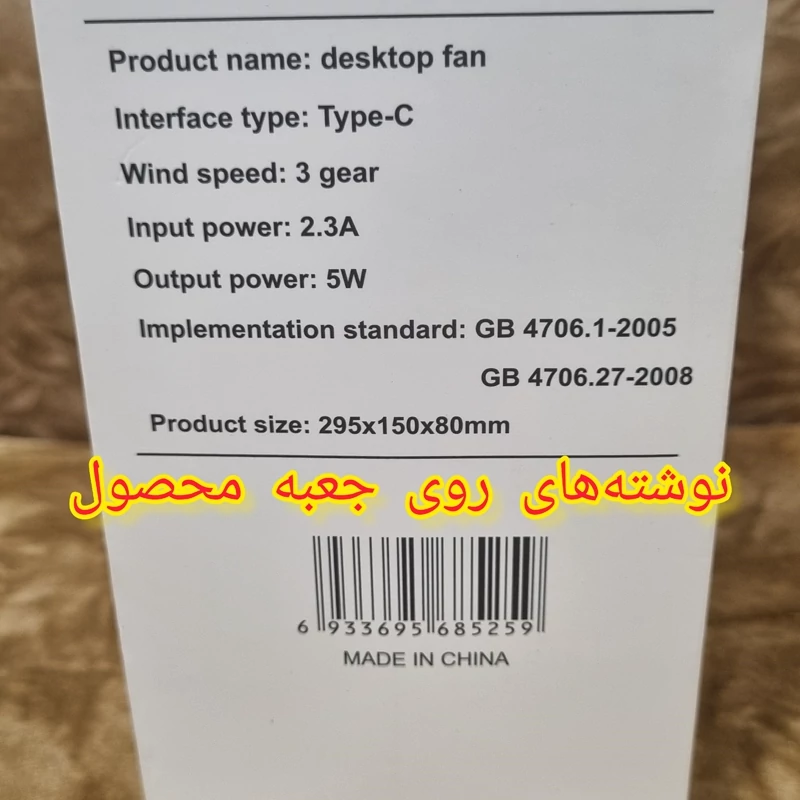 Product name: desktop fan
Interface type: Type-C
Wind speed: 3 gear
Input power: 2.3A
Output power: 5W
Implementation standard: GB 4706.1-2005
GB 4706.27-2008
Product size: 295x150x80mm
نوشته‌های روی جعبه محصول
6 933695 685259
MADE IN CHINA